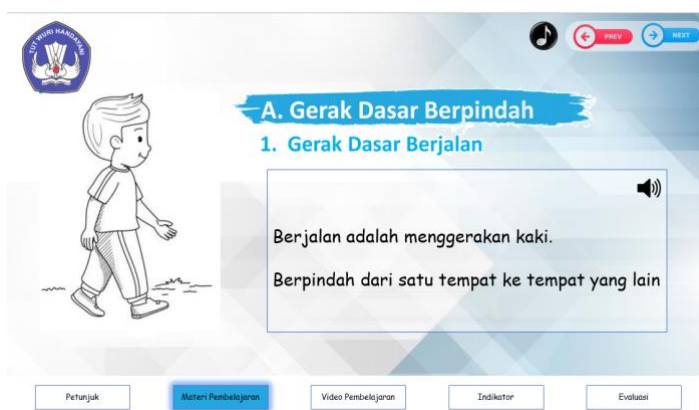 TUT WURI HANDAYANI
PREV
NEXT
A. Gerak Dasar Berpindah
1. Gerak Dasar Berjalan
Berjalan adalah menggerakan kaki.
Berpindah dari satu tempat ke tempat yang lain
Petunjuk
Materi Pembelajaran
Video Pembelajaran
Indikator
Evaluasi